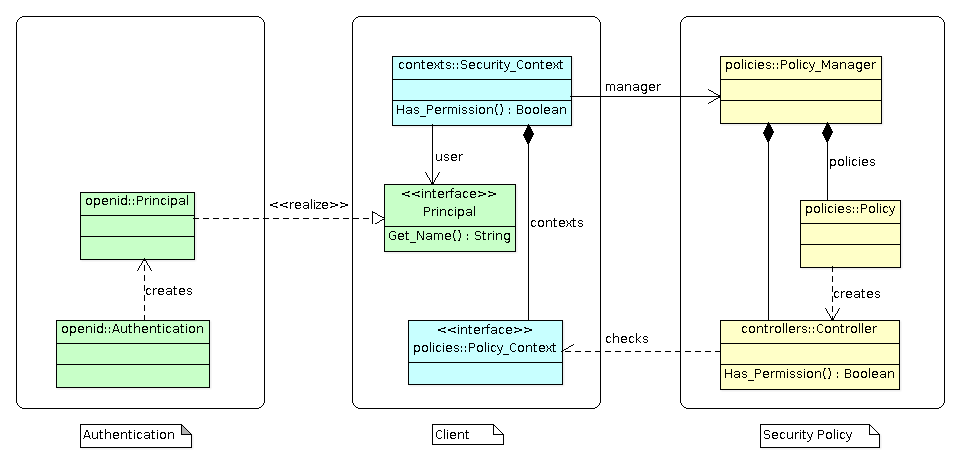 contexts::Security_Context
Has_Permission() : Boolean
manager
policies::Policy_Manager
user
policies
openid::Principal
<<realize>>
<<interface>>
Principal
Get_Name() : String
contexts
policies::Policy
creates
creates
openid::Authentication
<<interface>>
policies::Policy_Context
checks
controllers::Controller
Has_Permission() : Boolean
Authentication
Client
Security Policy